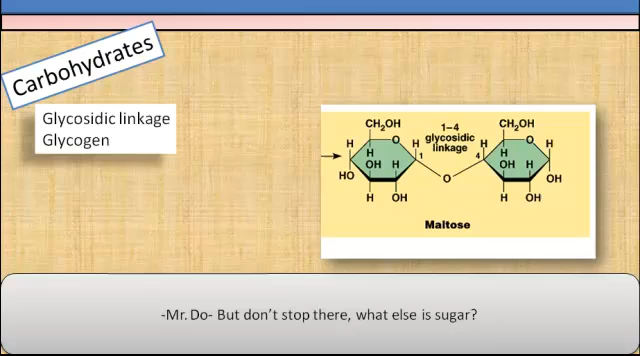 Carbohydrates
Glycosidic linkage
Glycogen
CH₂OH
1–4
glycosidic
linkage
CH₂OH
H
O
H
H
O
H
H
H
1
4
OH
H
OH
H
HO
O
OH
H
OH
H
OH
Maltose
-Mr. Do- But don't stop there, what else is sugar?